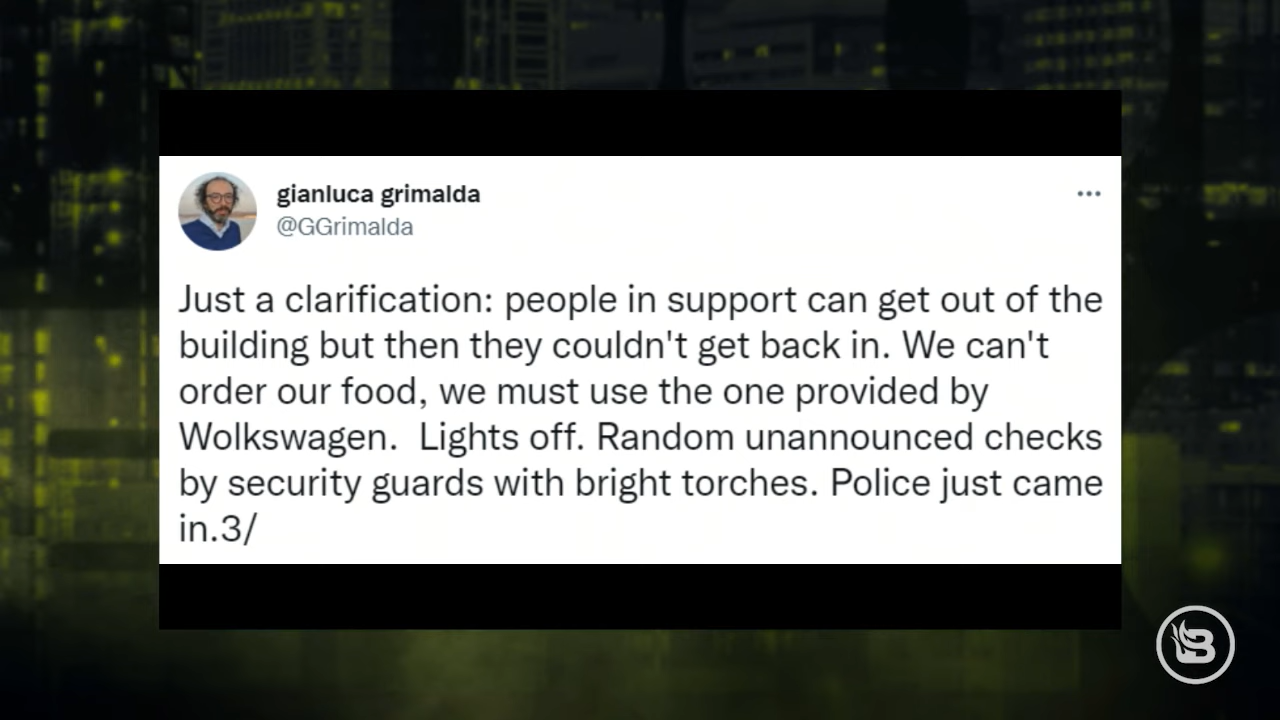 gianluca grimalda
@GGrimalda
Just a clarification: people in support can get out of the
building but then they couldn't get back in. We can't
order our food, we must use the one provided by
Wolkswagen.  Lights off. Random unannounced checks
by security guards with bright torches. Police just came
in.3/
B